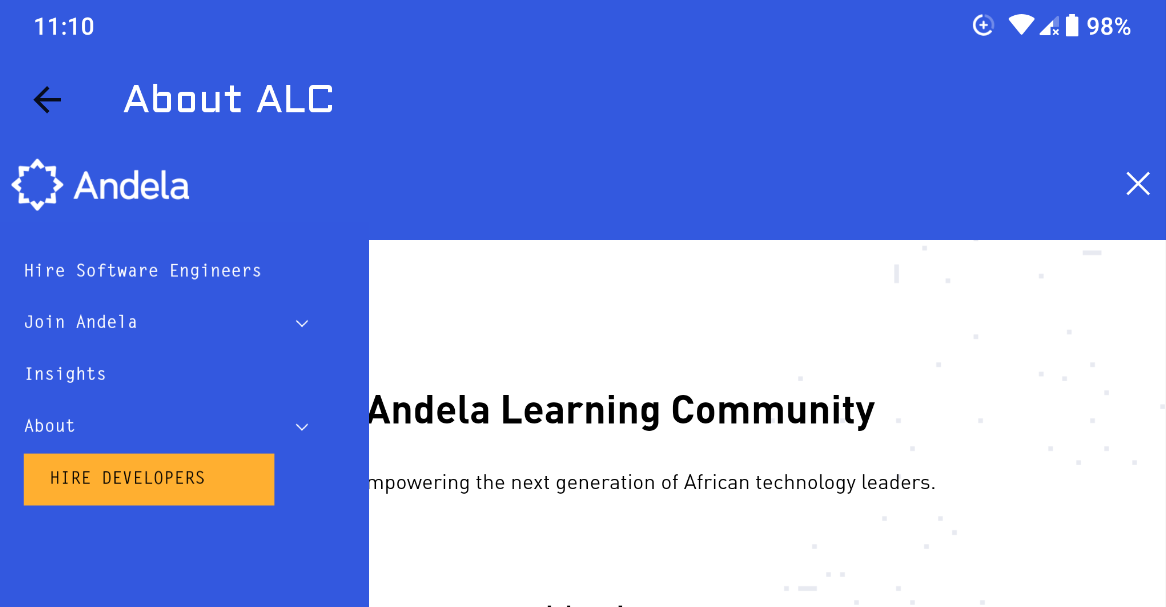 11:10
98%
About ALC
Andela
Hire Software Engineers
Join Andela
Insights
About
HIRE DEVELOPERS
Andela Learning Community
mpowering the next generation of African technology leaders.